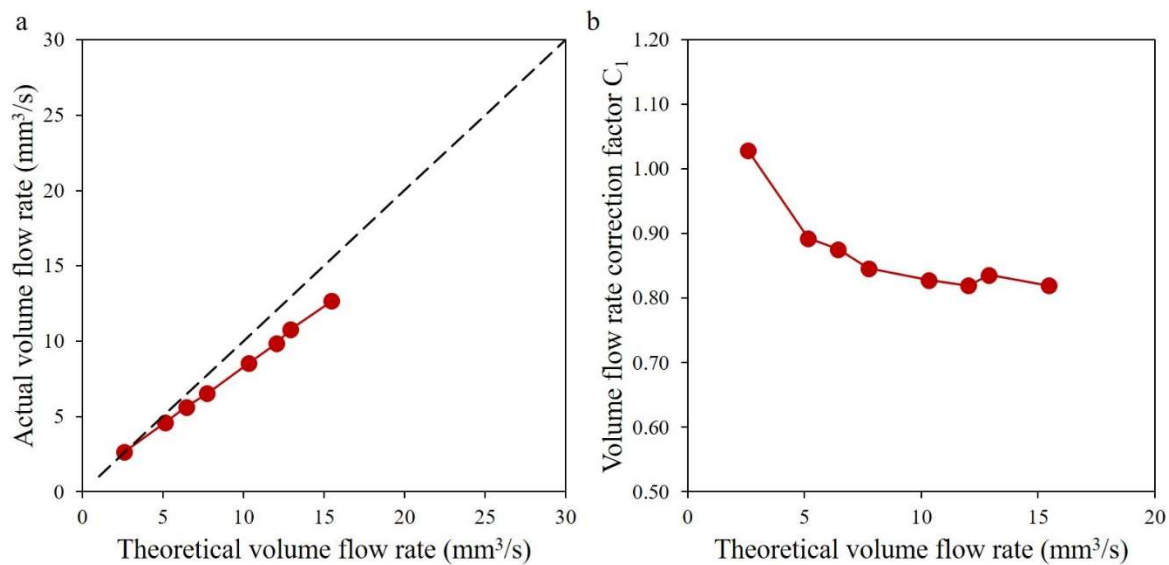 a
Actual volume flow rate (mm³/s)
30
25
20
15
10
5
0
0 5 10 15 20 25 30
Theoretical volume flow rate (mm³/s)
b
Volume flow rate correction factor C₁
1.20
1.10
1.00
0.90
0.80
0.70
0.60
0.50
0 5 10 15 20
Theoretical volume flow rate (mm³/s)